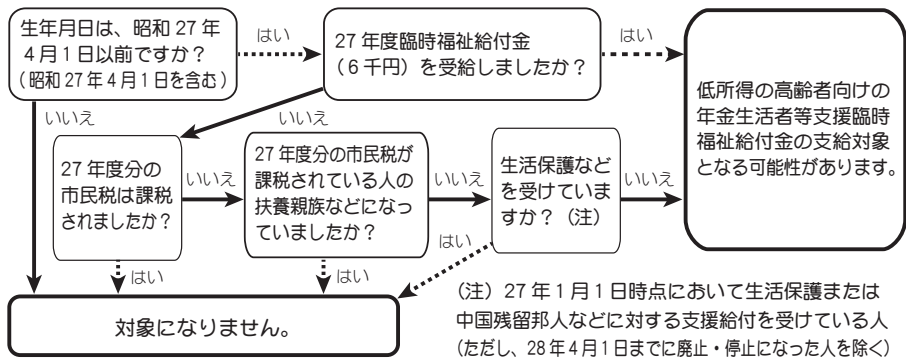 生年月日は、昭和27年
4月1日以前ですか？
（昭和27年4月1日を含む）
はい
27年度臨時福祉給付金
（6千円）を受給しましたか？
はい
低所得の高齢者向けの
年金生活者等支援臨時
福祉給付金の支給対象
となる可能性があります。
いいえ
いいえ
27年度分の
市民税は課税
されましたか？
いいえ
27年度分の市民税が
課税されている人の
扶養親族などになっ
ていましたか？
いいえ
生活保護など
を受けていま
すか？（注）
いいえ
はい
はい
はい
対象になりません。
（注）27年1月1日時点において生活保護または
中国残留邦人などに対する支援給付を受けている人
（ただし、28年4月1日までに廃止・停止になった人を除く）